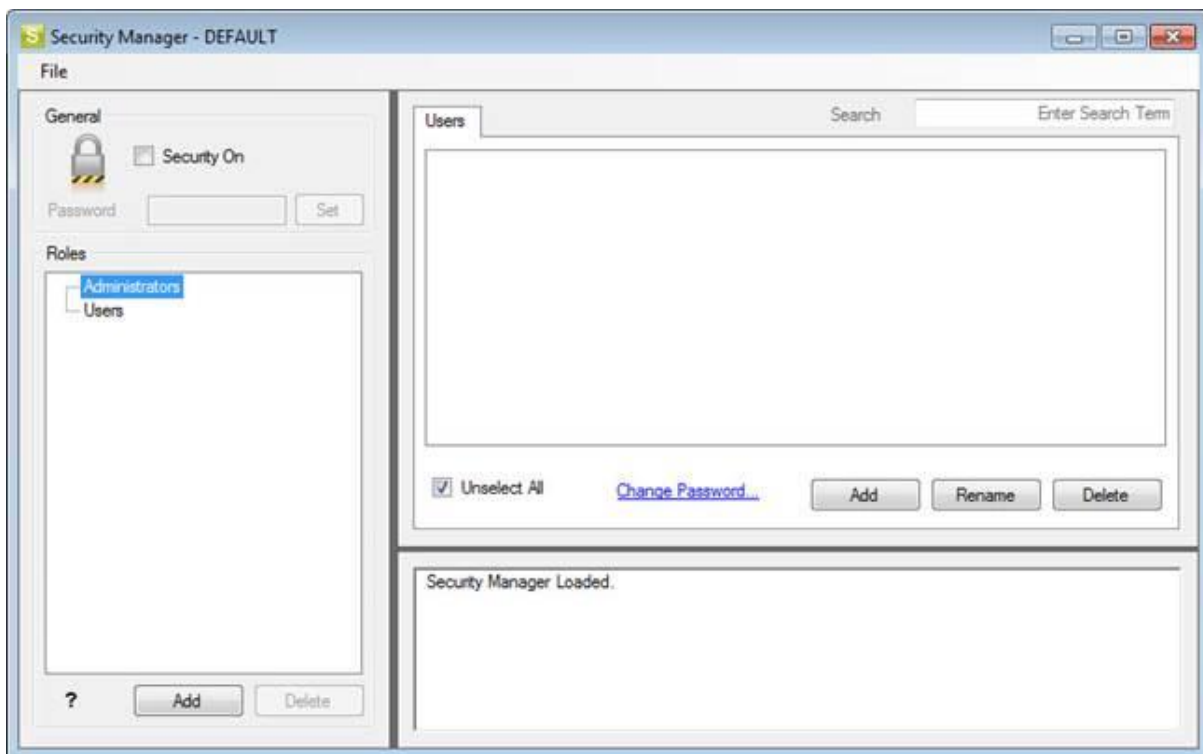 S Security Manager - DEFAULT
File
General
Security On
Password Set
Roles
Administrators
Users
? Add Delete
Users Search Enter Search Term
Unselect All Change Password... Add Rename Delete
Security Manager Loaded.